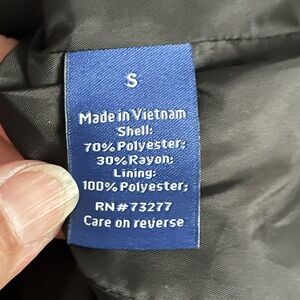 S
Made in Vietnam
Shell:
70% Polyester;
30% Rayon;
Lining:
100% Polyester;
RN#73277
Care on reverse